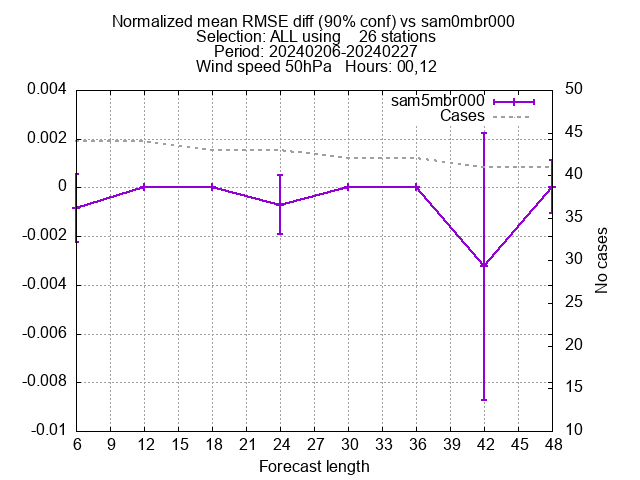 Normalized mean RMSE diff (90% conf) vs sam0mbr000
Selection: ALL using    26 stations
Period: 20240206-20240227
Wind speed 50hPa   Hours: 00,12
sam5mbr000
Cases
0.004
0.002
0
-0.002
-0.004
-0.006
-0.008
-0.01
50
45
40
35
30
25
20
15
10
No cases
6 9 12 15 18 21 24 27 30 33 36 39 42 45 48
Forecast length